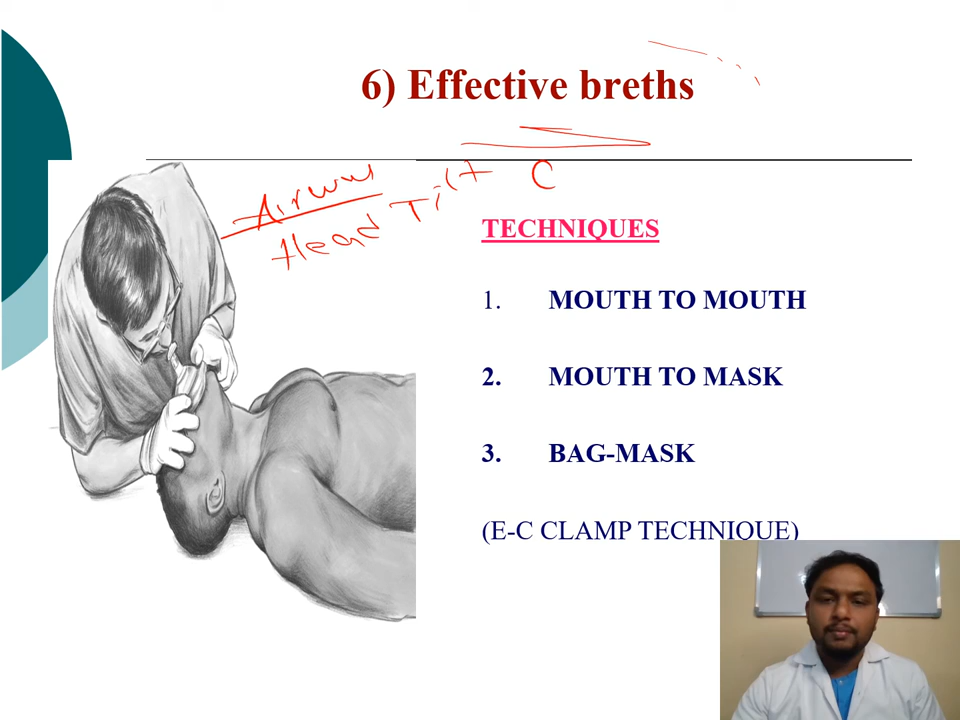 6) Effective breths
Airway
Head Tilt C
TECHNIQUES
1. MOUTH TO MOUTH
2. MOUTH TO MASK
3. BAG-MASK
(E-C CLAMP TECHNIQUE)